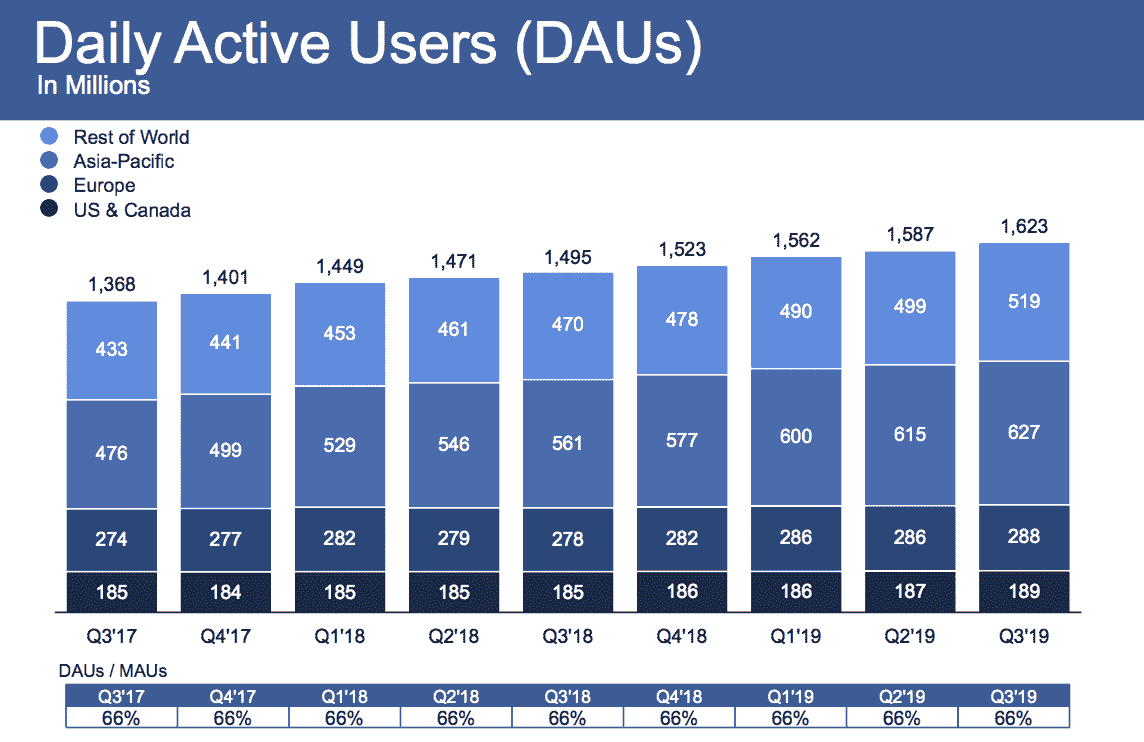 Daily Active Users (DAUs)
In Millions
Rest of World
Asia-Pacific
Europe
US & Canada
1,368 1,401 1,449 1,471 1,495 1,523 1,562 1,587 1,623
433 441 453 461 470 478 490 499 519
476 499 529 546 561 577 600 615 627
274 277 282 279 278 282 286 286 288
185 184 185 185 185 186 186 187 189
Q3'17 Q4'17 Q1'18 Q2'18 Q3'18 Q4'18 Q1'19 Q2'19 Q3'19
DAUs / MAUs
Q3'17 Q4'17 Q1'18 Q2'18 Q3'18 Q4'18 Q1'19 Q2'19 Q3'19
66% 66% 66% 66% 66% 66% 66% 66% 66%